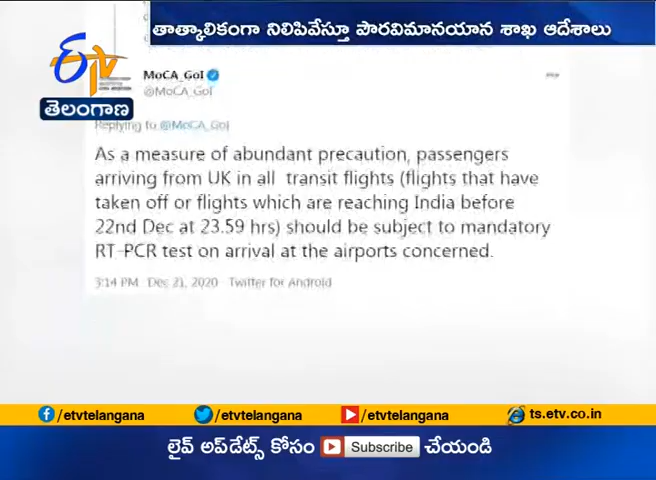 తాత్కాలికంగా నిలిపివేస్తూ పౌరవిమానయాన శాఖ ఆదేశాలు
ETV
తెలంగాణ
MoCA_GoI
@MoCA_GoI
Replying to @MoCA_GoI
As a measure of abundant precaution, passengers
arriving from UK in all transit flights (flights that have
taken off or flights which are reaching India before
22nd Dec at 23.59 hrs) should be subject to mandatory
RT-PCR test on arrival at the airports concerned.
3:14 PM Dec 21, 2020 Twitter for Android
/etvtelangana /etvtelangana /etvtelangana ts.etv.co.in
లైవ్ అప్‌డేట్స్ కోసం Subscribe చేయండి